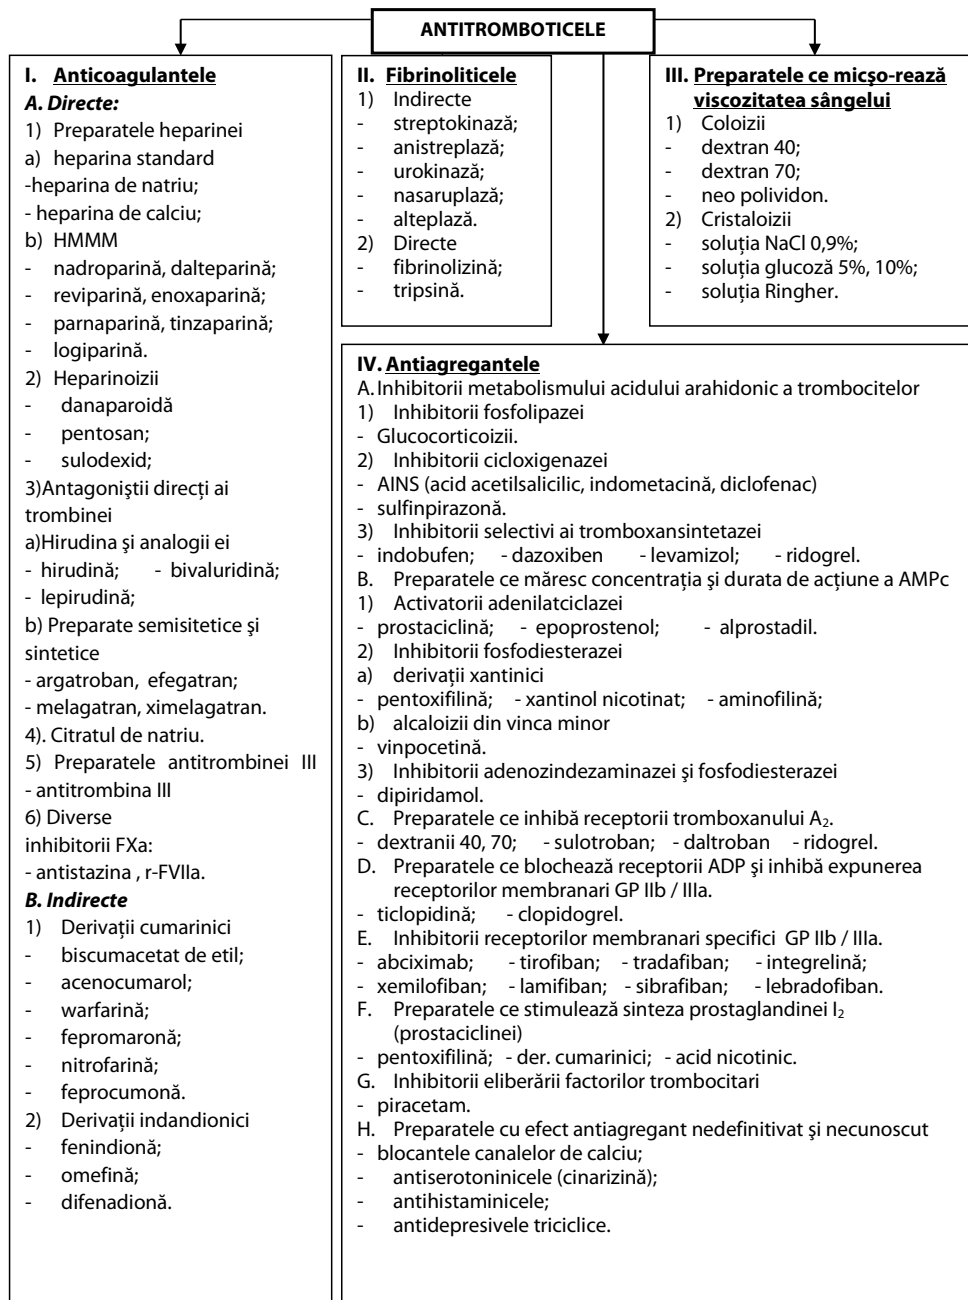 ANTITROMBOTICELE
I. Anticoagulantele
A. Directe:
1) Preparatele heparinei
a) heparina standard
-heparina de natriu;
- heparina de calciu;
b) HMMM
- nadroparină, dalteparină;
- reviparină, enoxaparină;
- parnaparină, tinzaparină;
- logiparină.
2) Heparinoizii
- danaparoidă
- pentosan;
- sulodexid;
3)Antagoniştii direcți ai
trombinei
a)Hirudina şi analogii ei
- hirudină; - bivaluridină;
- lepirudină;
b) Preparate semisitetice şi
sintetice
- argatroban, efegatran;
- melagatran, ximelagatran.
4). Citratul de natriu.
5) Preparatele antitrombinei III
- antitrombina III
6) Diverse
inhibitorii FXa:
- antistazina , r-FVIIa.
B. Indirecte
1) Derivații cumarinici
- biscumacetat de etil;
- acenocumarol;
- warfarină;
- fepromaronă;
- nitrofarină;
- feprocumonă.
2) Derivații indandionici
- fenindionă;
- omefină;
- difenadionă.
II. Fibrinoliticele
1) Indirecte
- streptokinază;
- anistreplază;
- urokinază;
- nasaruplază;
- alteplază.
2) Directe
- fibrinolizină;
- tripsină.
III. Preparatele ce micşo-rează
viscozitatea sângelui
1) Coloizii
- dextran 40;
- dextran 70;
- neo polividon.
2) Cristaloizii
- soluția NaCl 0,9%;
- soluția glucoză 5%, 10%;
- soluția Ringher.
IV. Antiagregantele
A. Inhibitorii metabolismului acidului arahidonic a trombocitelor
1) Inhibitorii fosfolipazei
- Glucocorticoizii.
2) Inhibitorii cicloxigenazei
- AINS (acid acetilsalicilic, indometacină, diclofenac)
- sulfinpirazonă.
3) Inhibitorii selectivi ai tromboxansintetazei
- indobufen; - dazoxiben - levamizol; - ridogrel.
B. Preparatele ce măresc concentrația şi durata de acțiune a AMPc
1) Activatorii adenilatciclazei
- prostaciclină; - epoprostenol; - alprostadil.
2) Inhibitorii fosfodiesterazei
a) derivații xantinici
- pentoxifilină; - xantinol nicotinat; - aminofilină;
b) alcaloizii din vinca minor
- vinpocetină.
3) Inhibitorii adenozindezaminazei şi fosfodiesterazei
- dipiridamol.
C. Preparatele ce inhibă receptorii tromboxanului A₂.
- dextranii 40, 70; - sulotroban; - daltroban - ridogrel.
D. Preparatele ce blochează receptorii ADP şi inhibă expunerea
receptorilor membranari GP IIb / IIIa.
- ticlopidină; - clopidogrel.
E. Inhibitorii receptorilor membranari specifici GP IIb / IIIa.
- abciximab; - tirofiban; - tradafiban; - integrelină;
- xemilofiban; - lamifiban; - sibrafiban; - lebradofiban.
F. Preparatele ce stimulează sinteza prostaglandinei I₂
(prostaciclinei)
- pentoxifilină; - der. cumarinici; - acid nicotinic.
G. Inhibitorii eliberării factorilor trombocitari
- piracetam.
H. Preparatele cu efect antiagregant nedefinitivat şi necunoscut
- blocantele canalelor de calciu;
- antiserotoninicele (cinarizină);
- antihistaminicele;
- antidepresivele triciclice.